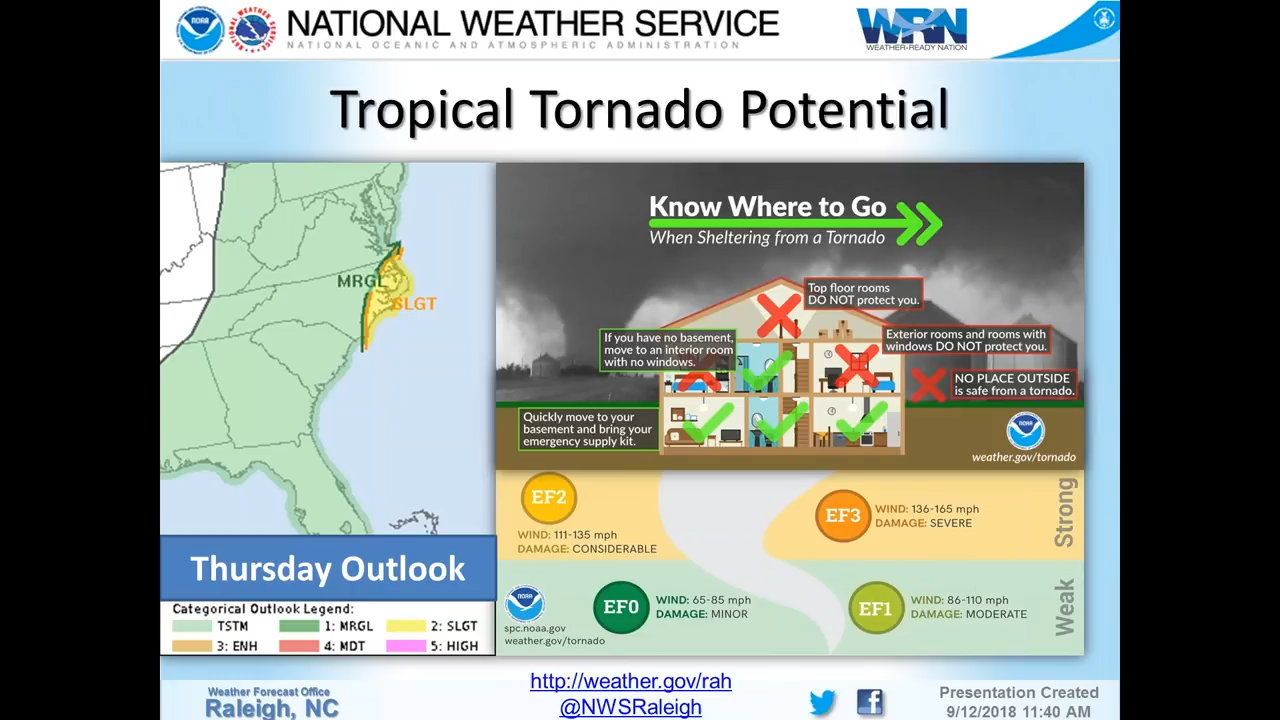 NOAA
NATIONAL WEATHER SERVICE
NATIONAL OCEANIC AND ATMOSPHERIC ADMINISTRATION
WRN
WEATHER-READY NATION
Tropical Tornado Potential
MRGL
SLGT
Know Where to Go
When Sheltering from a Tornado
Top floor rooms
DO NOT protect you.
If you have no basement,
move to an interior room
with no windows.
Exterior rooms and rooms with
windows DO NOT protect you.
NO PLACE OUTSIDE
is safe from a tornado.
Quickly move to your
basement and bring your
emergency supply kit.
NOAA
weather.gov/tornado
EF2
WIND: 111-135 mph
DAMAGE: CONSIDERABLE
EF3
WIND: 136-165 mph
DAMAGE: SEVERE
Strong
NOAA
spc.noaa.gov
weather.gov/tornado
EF0
WIND: 65-85 mph
DAMAGE: MINOR
EF1
WIND: 86-110 mph
DAMAGE: MODERATE
Weak
Thursday Outlook
Categorical Outlook Legend:
TSTM 1: MRGL 2: SLGT
3: ENH 4: MDT 5: HIGH
Weather Forecast Office
Raleigh, NC
http://weather.gov/rah
@NWSRaleigh
Presentation Created
9/12/2018 11:40 AM